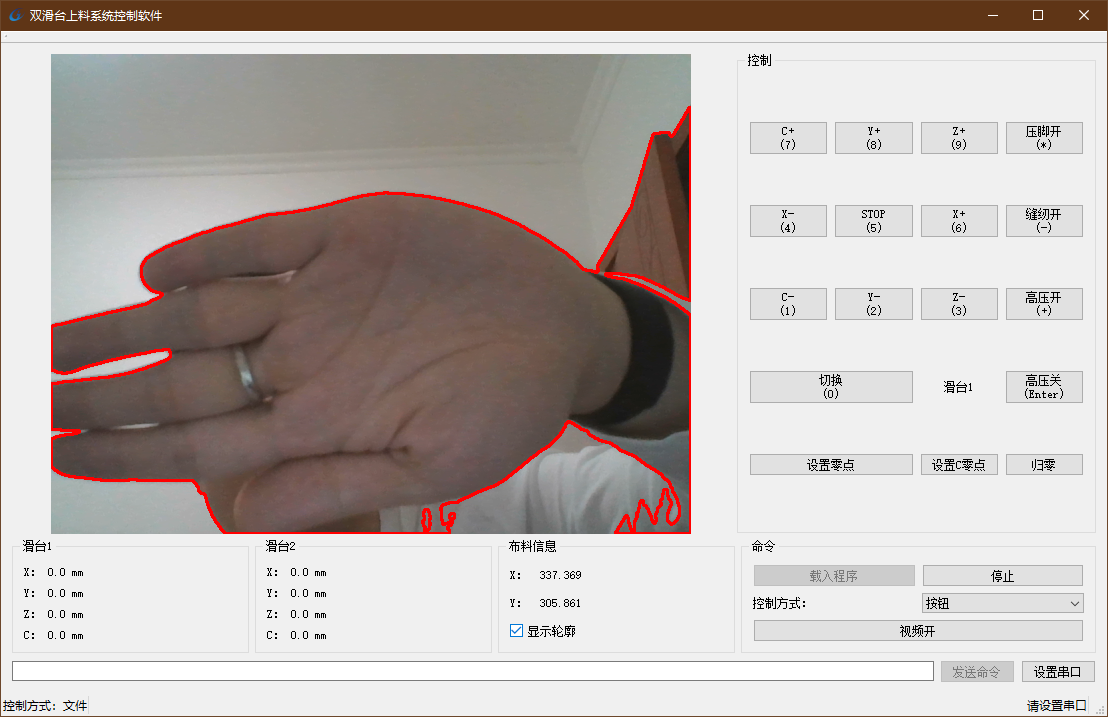 双滑台上料系统控制软件
控制
C+
(7)
Y+
(8)
Z+
(9)
压脚开
(*)
X-
(4)
STOP
(5)
X+
(6)
缝纫开
(-)
C-
(1)
Y-
(2)
Z-
(3)
高压开
(+)
切换
(0)
滑台1
高压关
(Enter)
设置零点
设置C零点
归零
滑台1
X: 0.0 mm
Y: 0.0 mm
Z: 0.0 mm
C: 0.0 mm
滑台2
X: 0.0 mm
Y: 0.0 mm
Z: 0.0 mm
C: 0.0 mm
布料信息
X: 337.369
Y: 305.861
显示轮廓
命令
载入程序
停止
控制方式:
按钮
视频开
发送命令
设置串口
控制方式: 文件
请设置串口